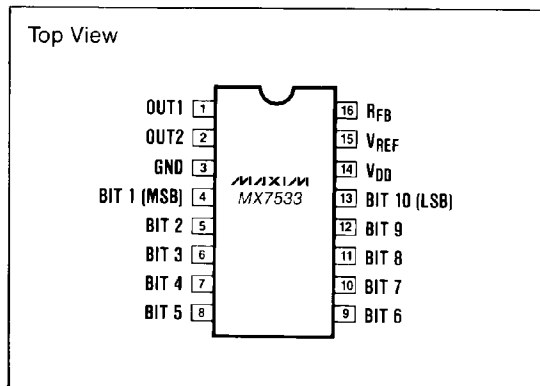 Top View
OUT1 1
OUT2 2
GND 3
BIT 1 (MSB) 4
BIT 2 5
BIT 3 6
BIT 4 7
BIT 5 8
MAXIM
MX7533
16 RFB
15 VREF
14 VDD
13 BIT 10 (LSB)
12 BIT 9
11 BIT 8
10 BIT 7
9 BIT 6